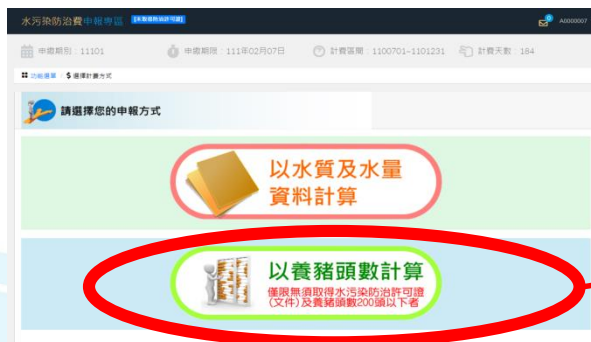 水污染防治費申報專區 【未取得防治許可證】
0 A0000007
申繳期別：11101 申繳期限：111年02月07日 計費區間：1100701~1101231 計費天數：184
功能選單 / $ 選擇計費方式
請選擇您的申報方式
以水質及水量
資料計算
以養豬頭數計算
僅限無須取得水污染防治許可證
(文件)及養豬頭數200頭以下者